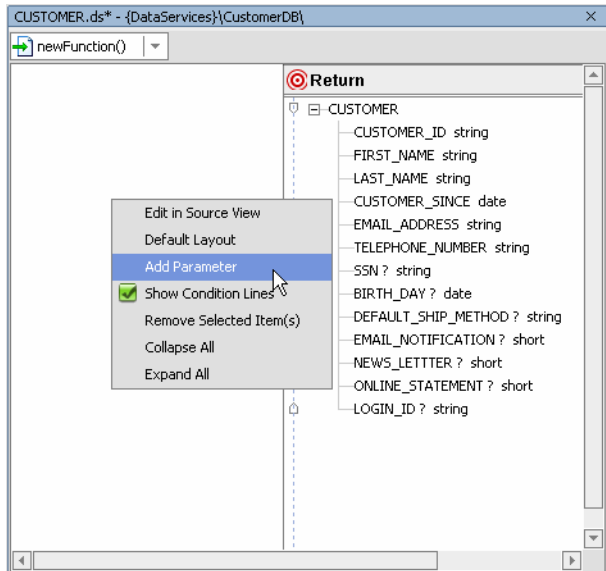 CUSTOMER.ds* - {DataServices}\CustomerDB\
newFunction()
Return
CUSTOMER
CUSTOMER_ID string
FIRST_NAME string
LAST_NAME string
CUSTOMER_SINCE date
EMAIL_ADDRESS string
TELEPHONE_NUMBER string
SSN ? string
BIRTH_DAY ? date
DEFAULT_SHIP_METHOD ? string
EMAIL_NOTIFICATION ? short
NEWS_LETTTER ? short
ONLINE_STATEMENT ? short
LOGIN_ID ? string
Edit in Source View
Default Layout
Add Parameter
Show Condition Lines
Remove Selected Item(s)
Collapse All
Expand All